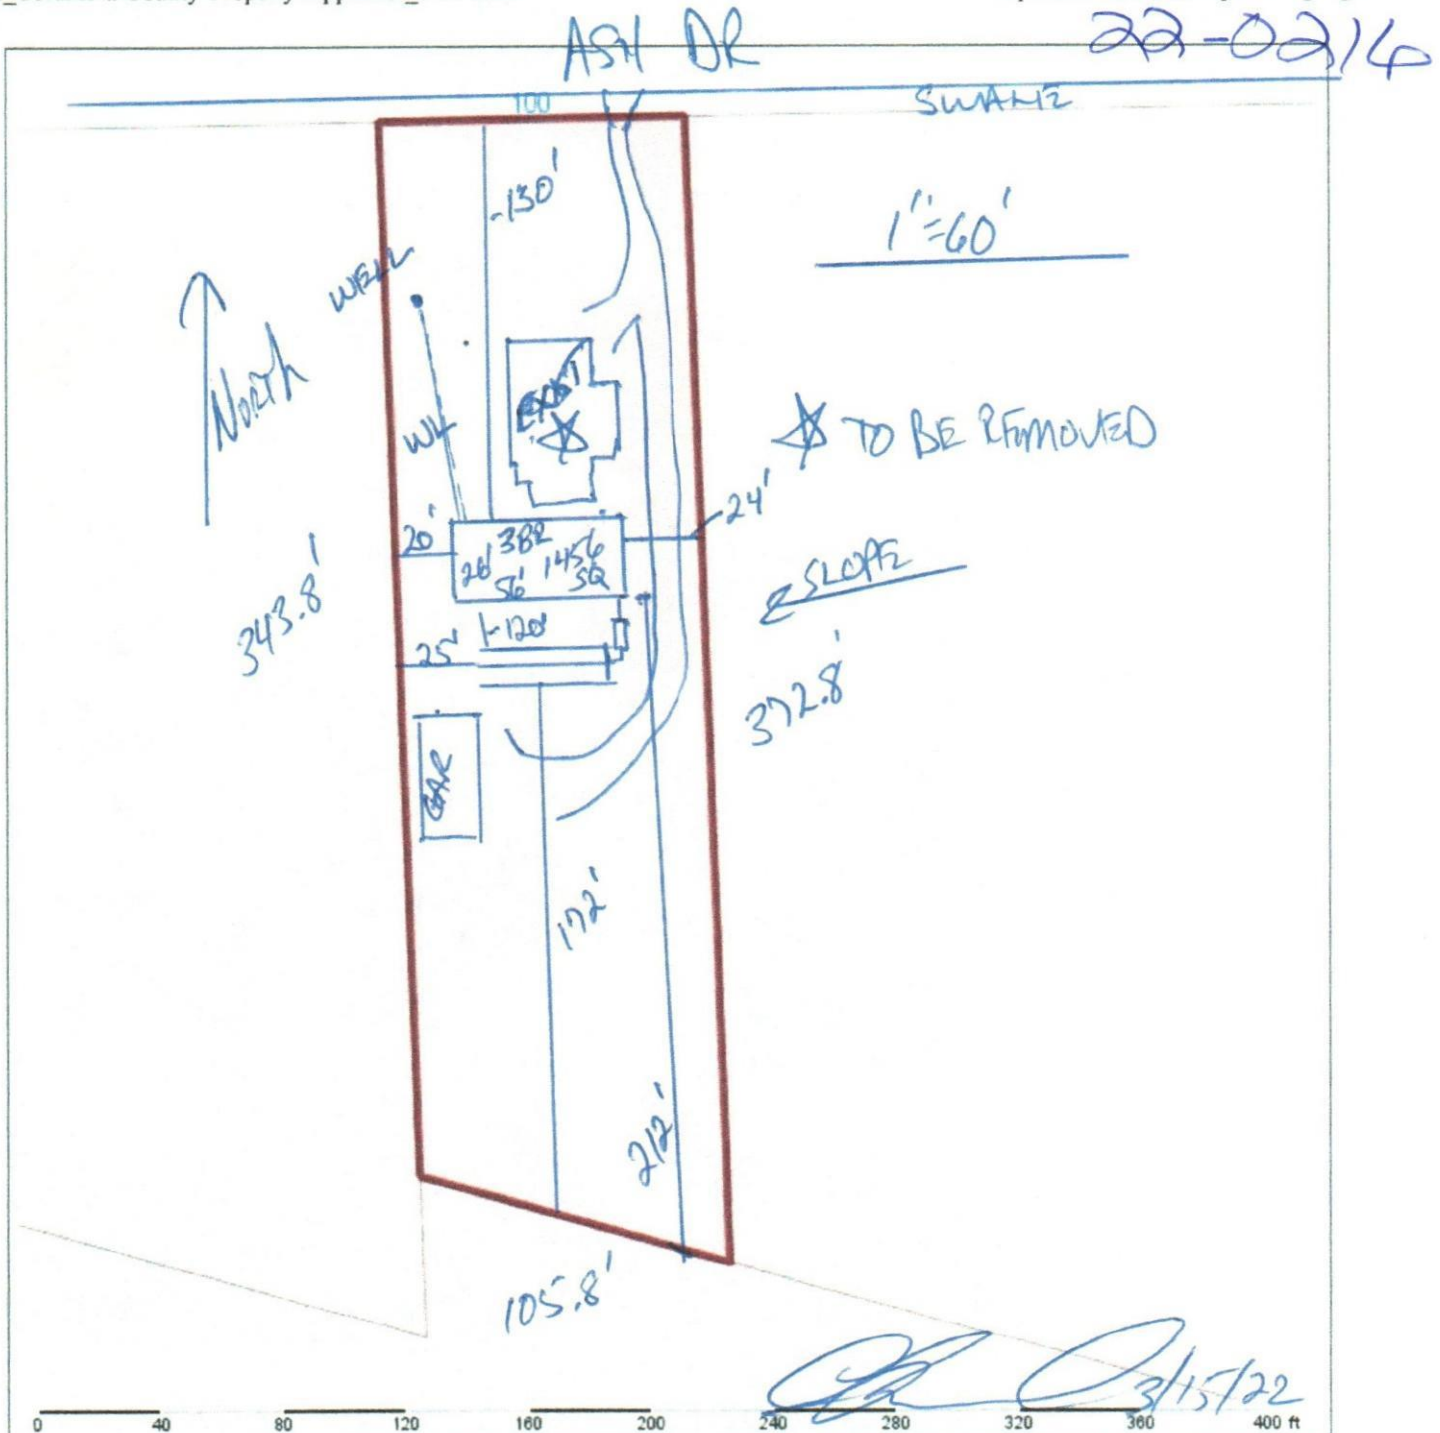 ASH DR
22-0216
100
SWALE
-130'
1"=60'
WELL
North
EXIST
WL
TO BE REMOVED
20'
3BR
24'
26'
1456
SQ
56'
SLOPE
343.8'
120'
25'
372.8'
GAR
172'
212'
105.8'
3/15/22
0 40 80 120 160 200 240 280 320 360 400 ft